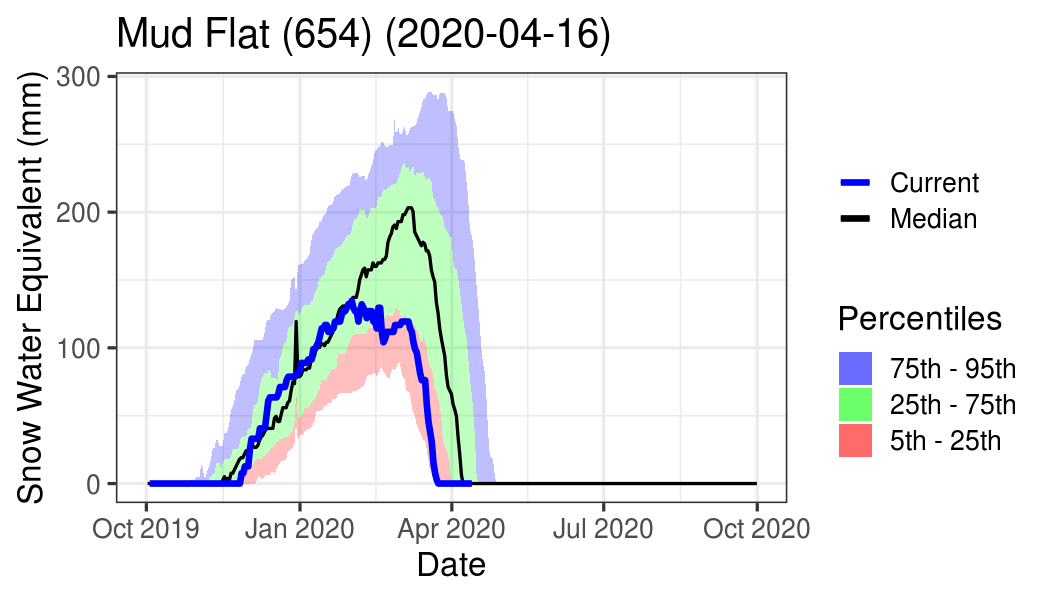 Mud Flat (654) (2020-04-16)
Snow Water Equivalent (mm)
300
200
100
0
Oct 2019
Jan 2020
Apr 2020
Jul 2020
Oct 2020
Date
Current
Median
Percentiles
75th - 95th
25th - 75th
5th - 25th